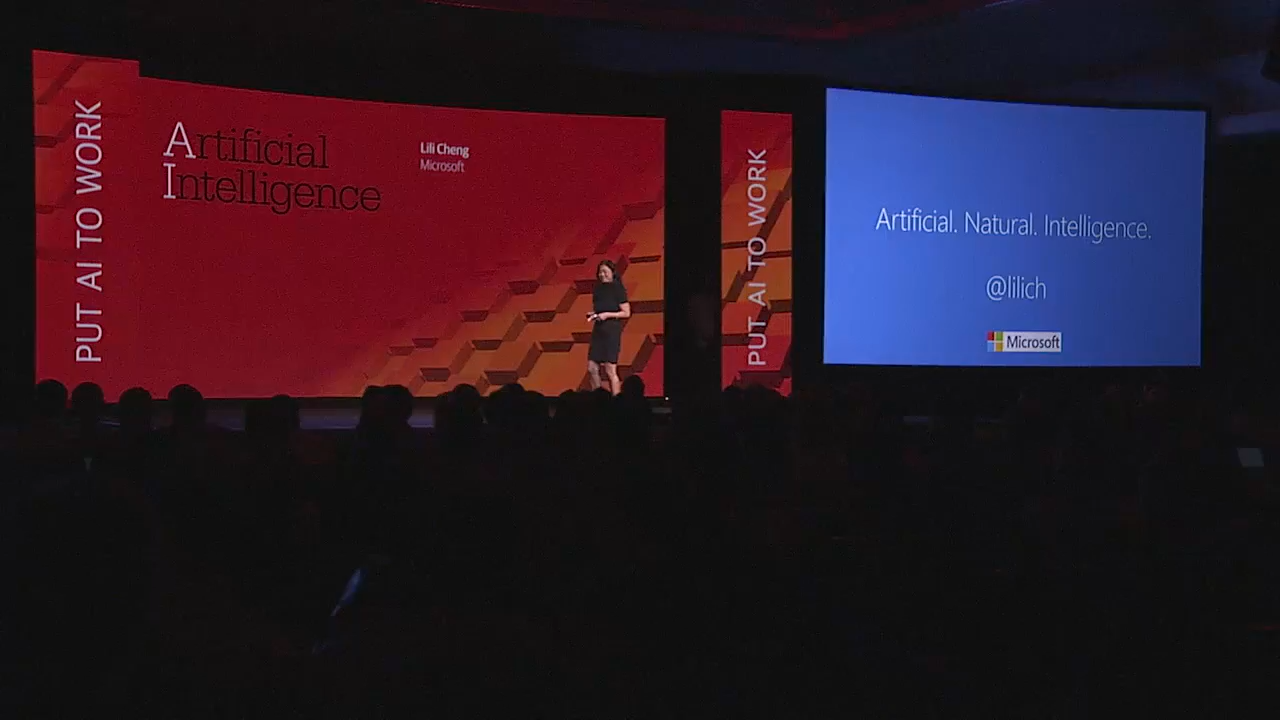 PUT AI TO WORK
Artificial
Intelligence
Lili Cheng
Microsoft
PUT AI TO WORK
Artificial. Natural. Intelligence.
@lilich
Microsoft